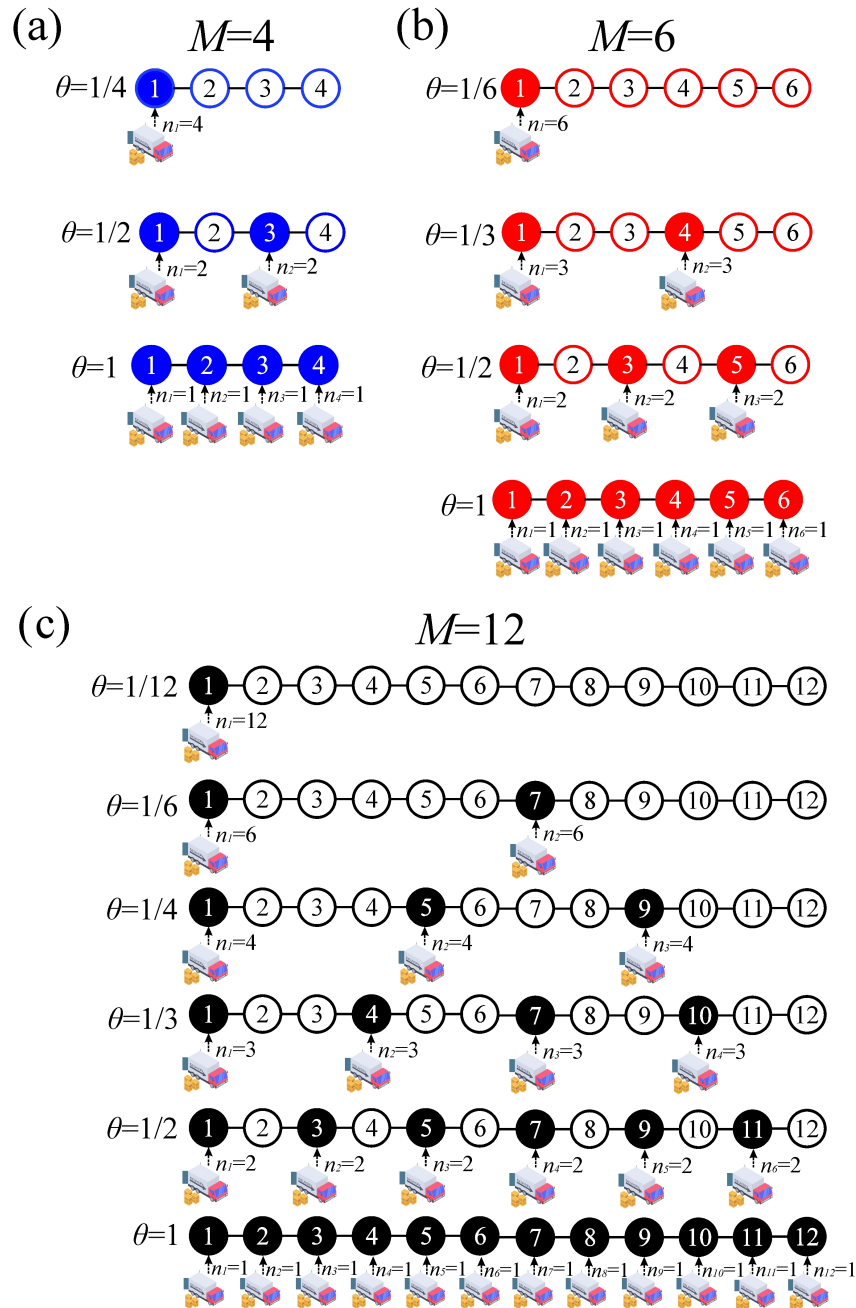 (a) M=4
θ=1/4 1 2 3 4
n₁=4
θ=1/2 1 2 3 4
n₁=2 n₂=2
θ=1 1 2 3 4
n₁=1 n₂=1 n₃=1 n₄=1
(b) M=6
θ=1/6 1 2 3 4 5 6
n₁=6
θ=1/3 1 2 3 4 5 6
n₁=3 n₂=3
θ=1/2 1 2 3 4 5 6
n₁=2 n₂=2 n₃=2
θ=1 1 2 3 4 5 6
n₁=1 n₂=1 n₃=1 n₄=1 n₅=1 n₆=1
(c) M=12
θ=1/12 1 2 3 4 5 6 7 8 9 10 11 12
n₁=12
θ=1/6 1 2 3 4 5 6 7 8 9 10 11 12
n₁=6 n₂=6
θ=1/4 1 2 3 4 5 6 7 8 9 10 11 12
n₁=4 n₂=4 n₃=4
θ=1/3 1 2 3 4 5 6 7 8 9 10 11 12
n₁=3 n₂=3 n₃=3 n₄=3
θ=1/2 1 2 3 4 5 6 7 8 9 10 11 12
n₁=2 n₂=2 n₃=2 n₄=2 n₅=2 n₆=2
θ=1 1 2 3 4 5 6 7 8 9 10 11 12
n₁=1 n₂=1 n₃=1 n₄=1 n₅=1 n₆=1 n₇=1 n₈=1 n₉=1 n₁₀=1 n₁₁=1 n₁₂=1